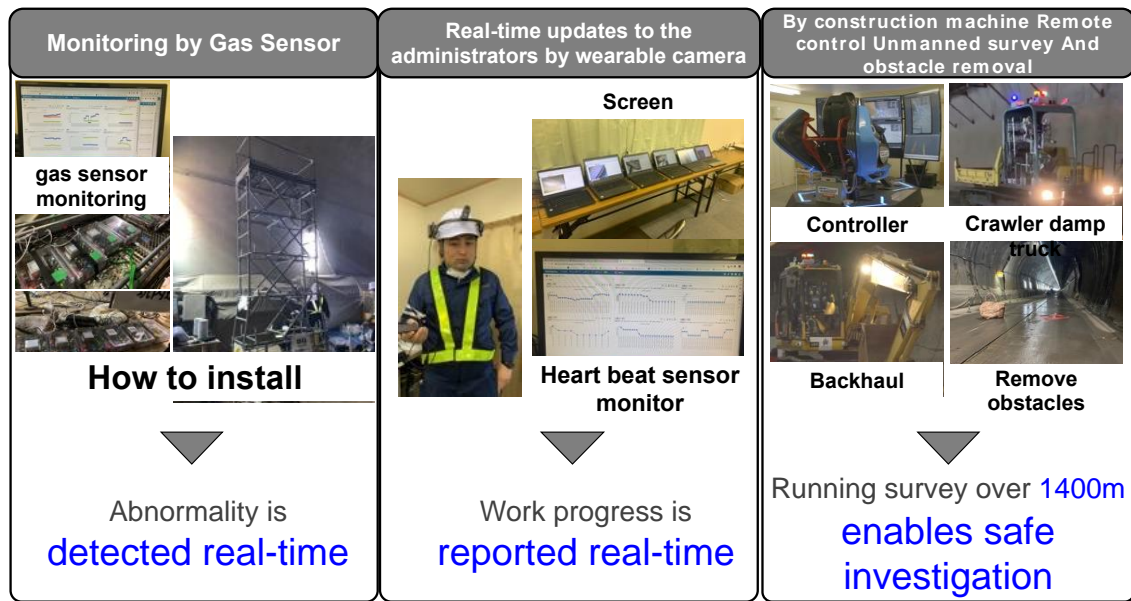 Monitoring by Gas Sensor
gas sensor
monitoring
How to install
Abnormality is
detected real-time
Real-time updates to the
administrators by wearable camera
Screen
Heart beat sensor
monitor
Work progress is
reported real-time
By construction machine Remote
control Unmanned survey And
obstacle removal
Controller
Crawler damp
truck
Backhaul
Remove
obstacles
Running survey over 1400m
enables safe
investigation